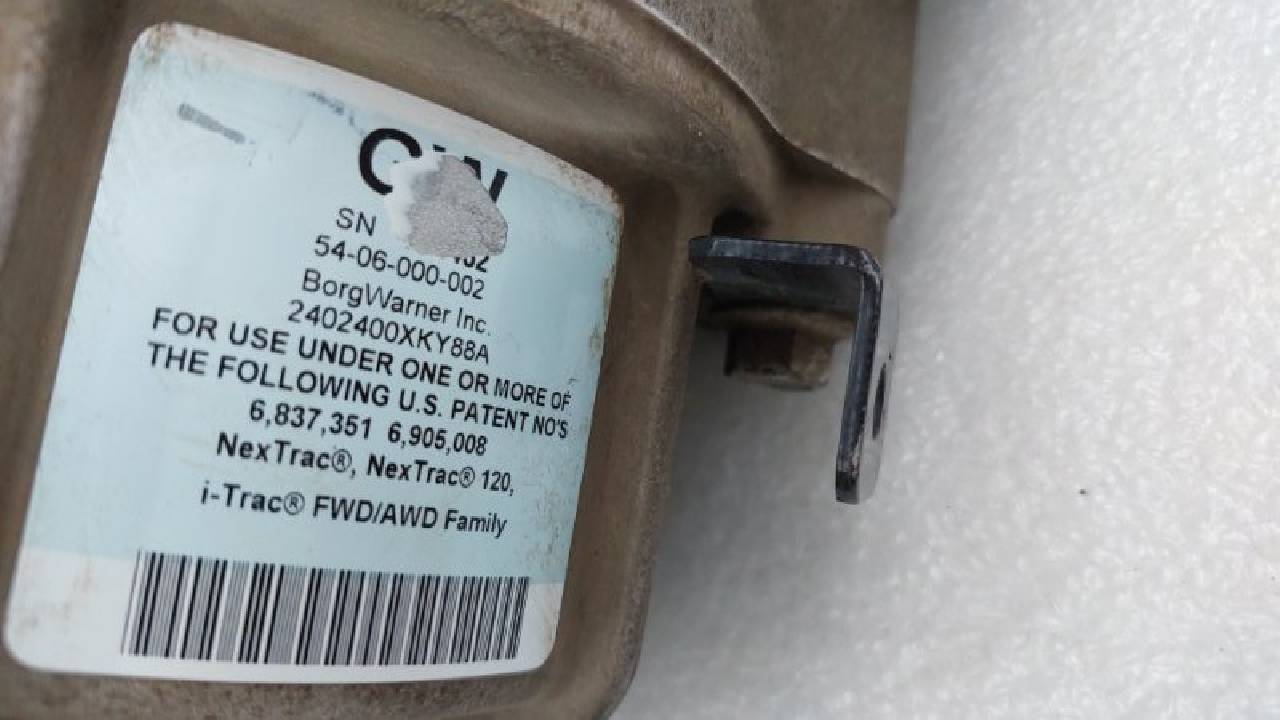 SN
54-06-000-002
BorgWarner Inc.
2402400XKY88A
FOR USE UNDER ONE OR MORE OF
THE FOLLOWING U.S. PATENT NO'S
6,837,351 6,905,008
NexTrac®, NexTrac® 120,
i-Trac® FWD/AWD Family